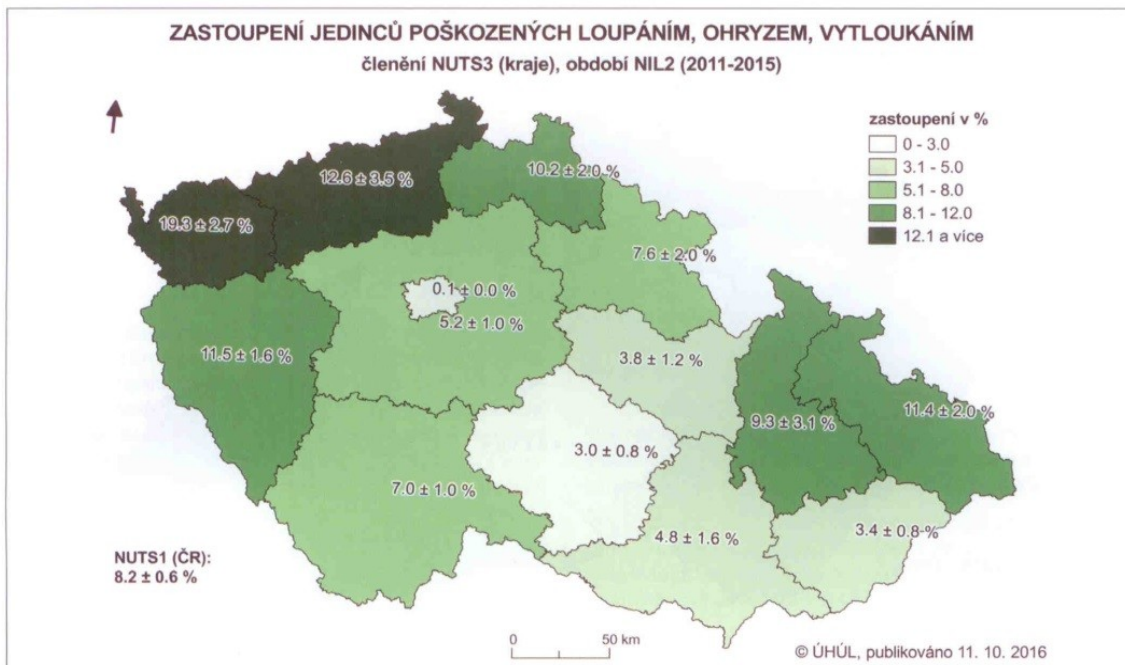 ZASTOUPENÍ JEDINCŮ POŠKOZENÝCH LOUPÁNÍM, OHRYZEM, VYTLOUKÁNÍM
členění NUTS3 (kraje), období NIL2 (2011-2015)
zastoupení v %
0 - 3.0
3.1 - 5.0
5.1 - 8.0
8.1 - 12.0
12.1 a více
12.6 ± 3.5 %
10.2 ± 2.0 %
19.3 ± 2.7 %
7.6 ± 2.0 %
0.1 ± 0.0 %
5.2 ± 1.0 %
11.5 ± 1.6 %
3.8 ± 1.2 %
9.3 ± 3.1 %
11.4 ± 2.0 %
3.0 ± 0.8 %
7.0 ± 1.0 %
4.8 ± 1.6 %
3.4 ± 0.8 %
NUTS1 (ČR):
8.2 ± 0.6 %
0 50 km
© ÚHÚL, publikováno 11. 10. 2016